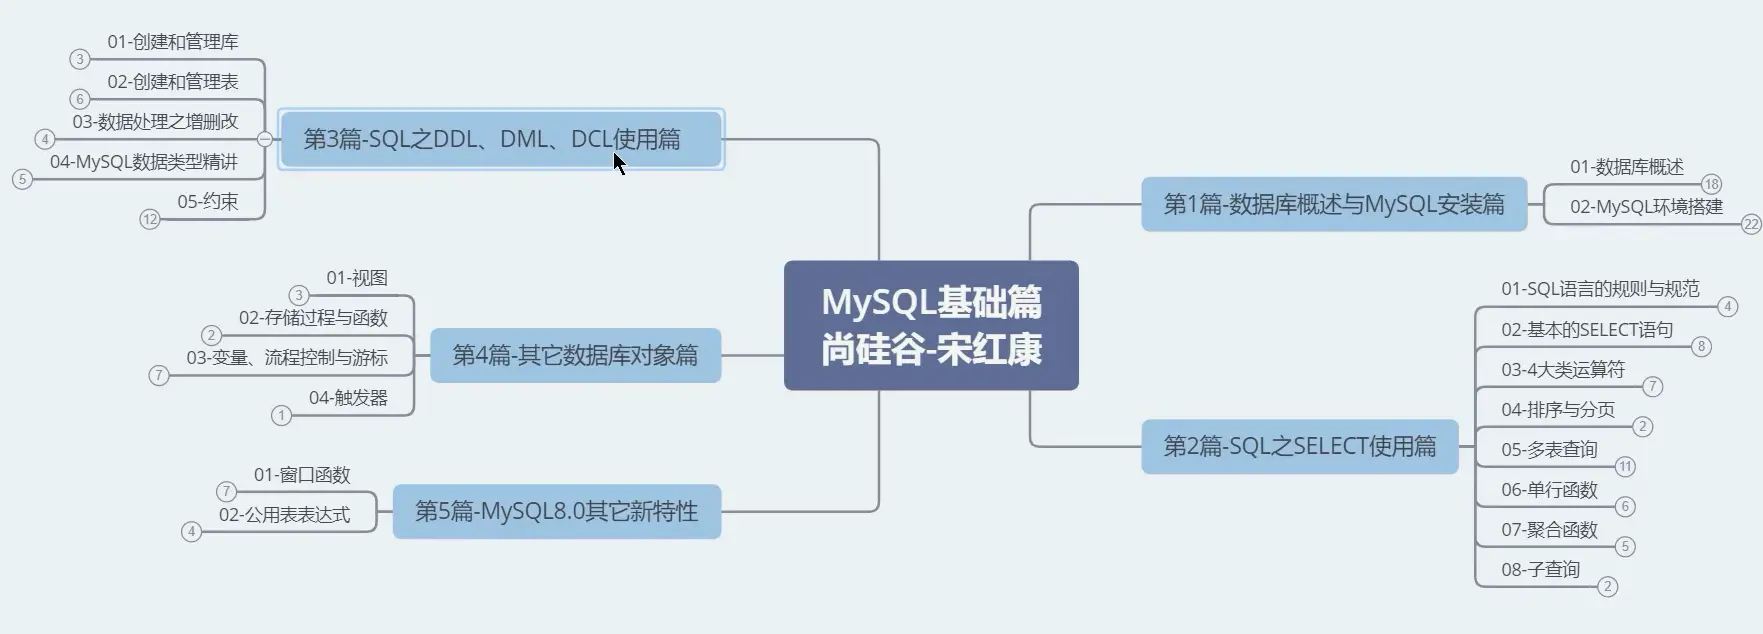 MySQL基础篇
尚硅谷-宋红康
第1篇-数据库概述与MySQL安装篇
01-数据库概述
18
02-MySQL环境搭建
22
第2篇-SQL之SELECT使用篇
01-SQL语言的规则与规范
4
02-基本的SELECT语句
8
03-4大类运算符
7
04-排序与分页
2
05-多表查询
11
06-单行函数
6
07-聚合函数
5
08-子查询
2
第3篇-SQL之DDL、DML、DCL使用篇
01-创建和管理库
3
02-创建和管理表
6
03-数据处理之增删改
4
04-MySQL数据类型精讲
5
05-约束
12
第4篇-其它数据库对象篇
01-视图
3
02-存储过程与函数
2
03-变量、流程控制与游标
7
04-触发器
1
第5篇-MySQL8.0其它新特性
01-窗口函数
7
02-公用表表达式
4